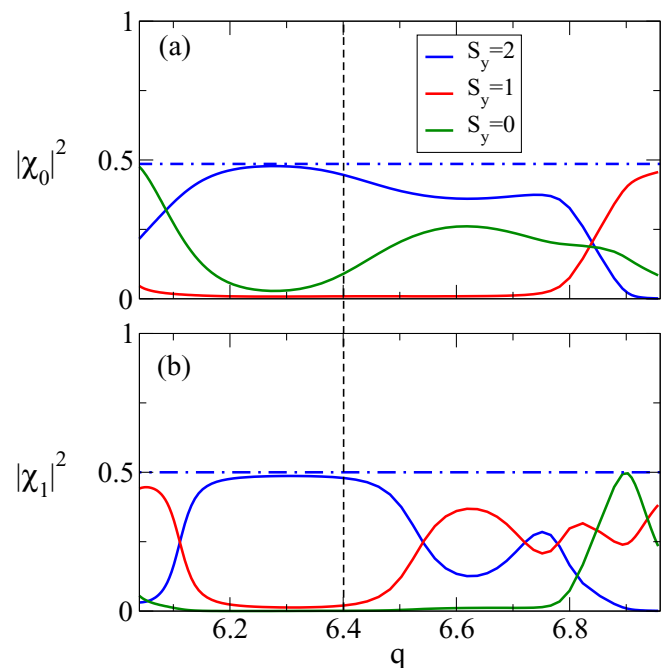 1
(a)
S_y=2
S_y=1
S_y=0
|χ_0|^2
0.5
0
1
(b)
|χ_1|^2
0.5
0
6.2 6.4 6.6 6.8
q